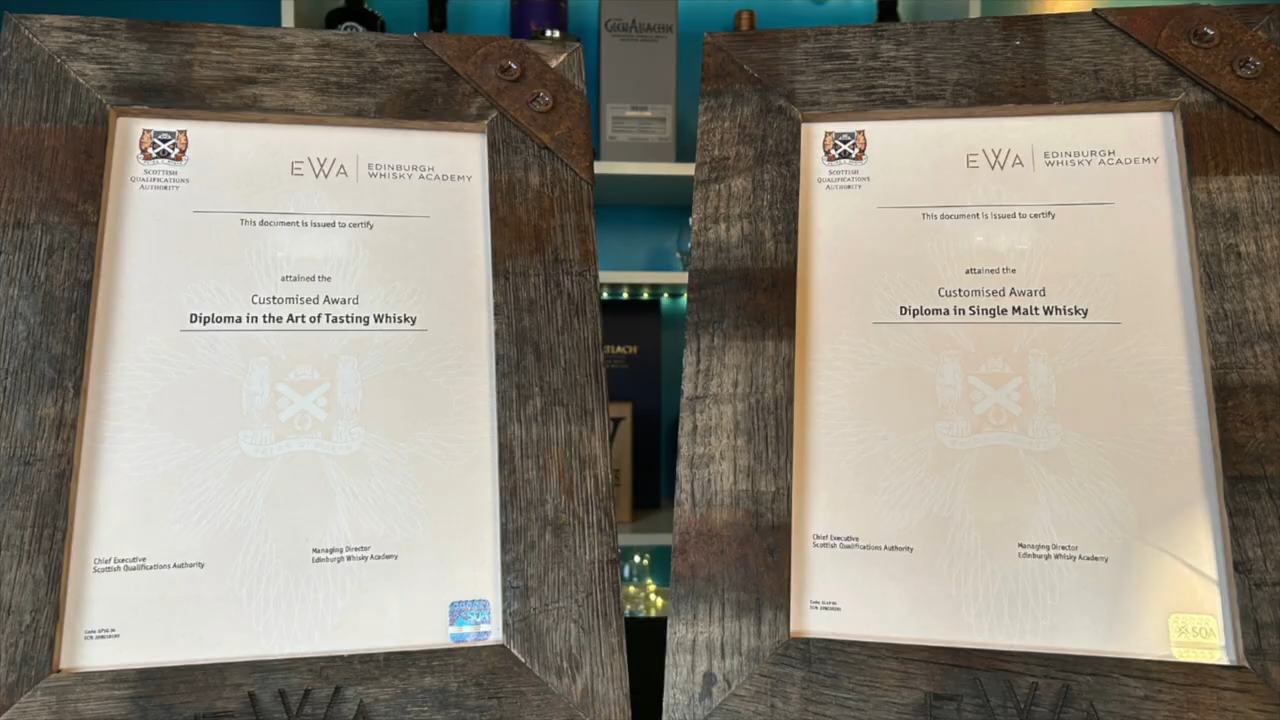 GLENALLACHIE
SCOTTISH
QUALIFICATIONS
AUTHORITY
EWA
EDINBURGH
WHISKY ACADEMY
This document is issued to certify
attained the
Customised Award
Diploma in the Art of Tasting Whisky
Chief Executive
Scottish Qualifications Authority
Managing Director
Edinburgh Whisky Academy
SQA
EWA
SCOTTISH
QUALIFICATIONS
AUTHORITY
EWA
EDINBURGH
WHISKY ACADEMY
This document is issued to certify
attained the
Customised Award
Diploma in Single Malt Whisky
Chief Executive
Scottish Qualifications Authority
Managing Director
Edinburgh Whisky Academy
SQA
EWA